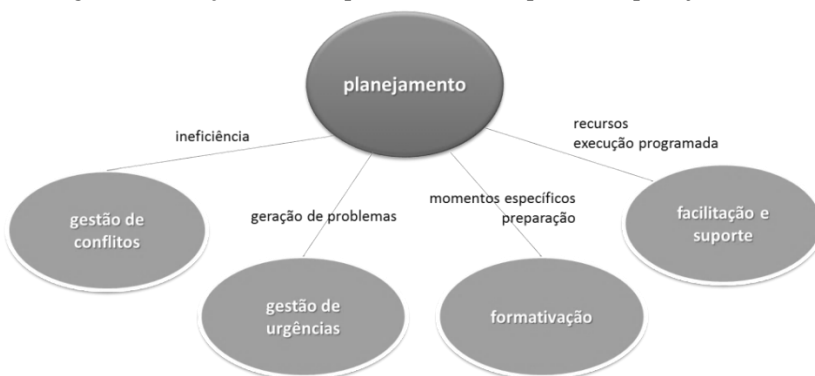 planejamento
ineficiência
recursos
execução programada
gestão de
conflitos
geração de problemas
momentos específicos
preparação
facilitação e
suporte
gestão de
urgências
formativação